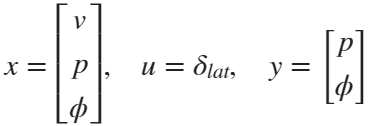 x = [v p ϕ], u = δ_lat, y = [p ϕ]